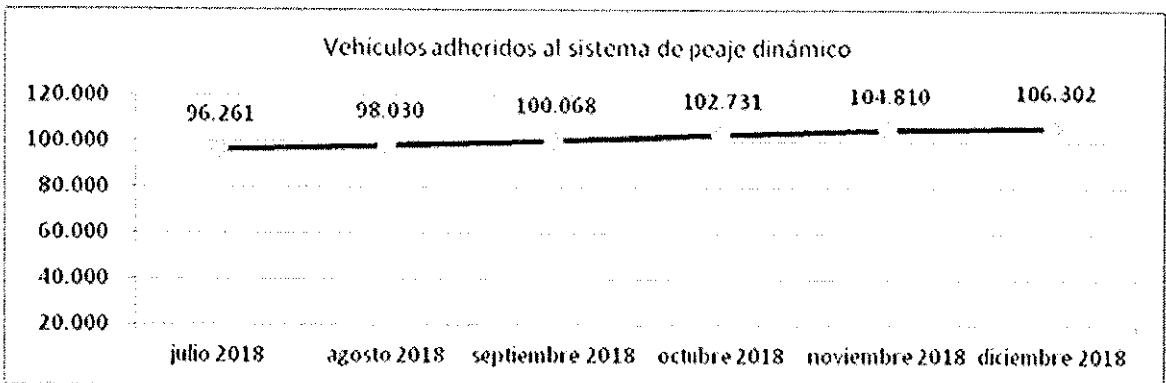 Vehículos adheridos al sistema de peaje dinámico
120.000
96.261 98.030 100.068 102.731 104.810 106.302
100.000
80.000
60.000
40.000
20.000
julio 2018 agosto 2018 septiembre 2018 octubre 2018 noviembre 2018 diciembre 2018